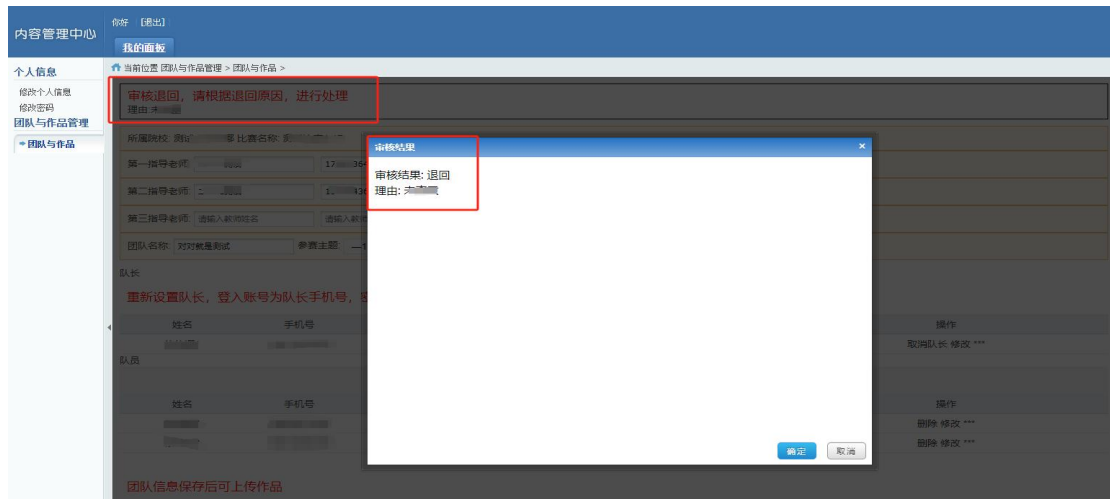 内容管理中心
你好 [退出]
我的面板
当前位置 团队与作品管理 > 团队与作品 >
个人信息
修改个人信息
修改密码
团队与作品管理
团队与作品
审核退回，请根据退回原因，进行处理
理由
所属院校 测试 比赛名称:
第一指导老师
第二指导老师
第三指导老师 请输入教师姓名 请输入教师
团队名称: 对对就是测试 参赛主题:
队长
重新设置队长，登入账号为队长手机号，
姓名 手机号 操作
取消队长 修改 ***
队员
姓名 手机号 操作
删除 修改 ***
删除 修改 ***
团队信息保存后可上传作品
审核结果 ×
审核结果: 退回
理由:
确定 取消